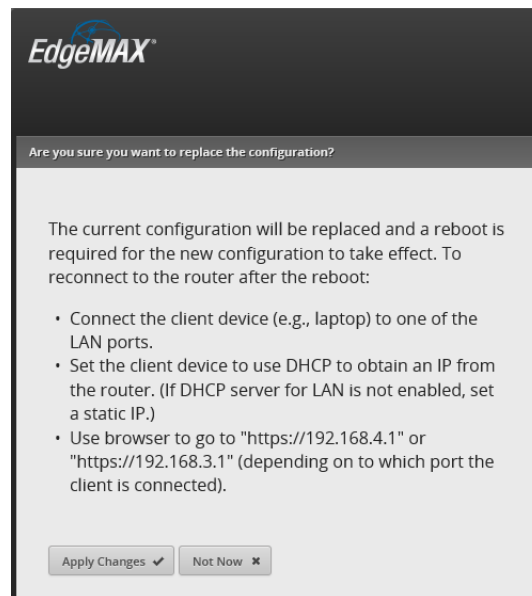 EdgeMAX®
Are you sure you want to replace the configuration?
The current configuration will be replaced and a reboot is
required for the new configuration to take effect. To
reconnect to the router after the reboot:
• Connect the client device (e.g., laptop) to one of the
LAN ports.
• Set the client device to use DHCP to obtain an IP from
the router. (If DHCP server for LAN is not enabled, set
a static IP.)
• Use browser to go to "https://192.168.4.1" or
"https://192.168.3.1" (depending on to which port the
client is connected).
Apply Changes ✔ Not Now ✖